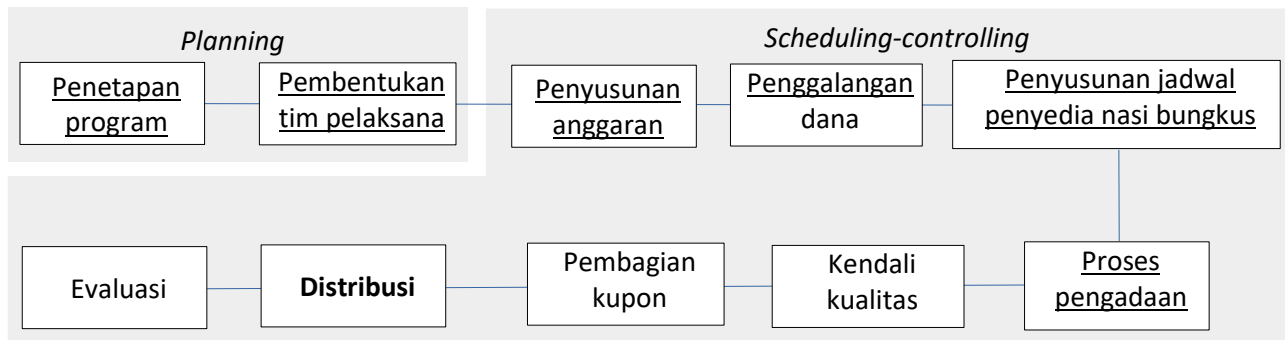 Planning
Scheduling-controlling
Penetapan
program
Pembentukan
tim pelaksana
Penyusunan
anggaran
Penggalangan
dana
Penyusunan jadwal
penyedia nasi bungkus
Evaluasi
Distribusi
Pembagian
kupon
Kendali
kualitas
Proses
pengadaan